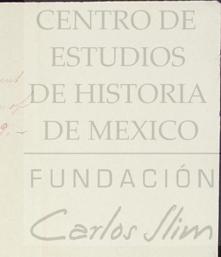 CENTRO DE
ESTUDIOS
DE HISTORIA
DE MEXICO
FUNDACIÓN
Carlos Slim